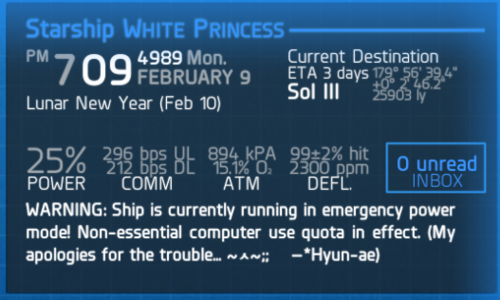 Starship WHITE PRINCESS
PM 7 09 4989 Mon.
FEBRUARY 9
Lunar New Year (Feb 10)
Current Destination
ETA 3 days 179° 56' 39.4"
+0° 2' 46.2"
Sol III 25903 ly
25% 296 bps UL 894 kPA 99±2% hit
212 bps DL 15.1% O₂ 2300 ppm
POWER COMM ATM DEFL.
0 unread
INBOX
WARNING: Ship is currently running in emergency power
mode! Non-essential computer use quota in effect. (My
apologies for the trouble... ~ㅅ~;; —*Hyun-ae)